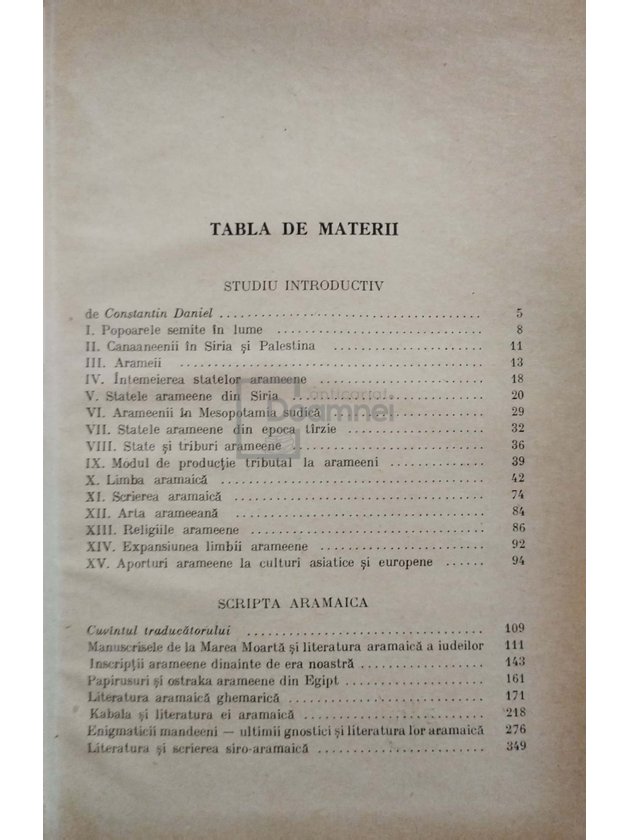 TABLA DE MATERII
STUDIU INTRODUCTIV
de Constantin Daniel ........ 5
I. Popoarele semite în lume ........ 8
II. Canaaneenii în Siria și Palestina ........ 11
III. Arameii ........ 13
IV. Întemeierea statelor arameene ........ 18
V. Statele arameene din Siria ........ 20
VI. Arameenii în Mesopotamia sudică ........ 29
VII. Statele arameene din epoca tîrzie ........ 32
VIII. State și triburi arameene ........ 36
IX. Modul de producție tributal la arameeni ........ 39
X. Limba aramaică ........ 42
XI. Scrierea aramaică ........ 74
XII. Arta arameeană ........ 84
XIII. Religiile arameene ........ 86
XIV. Expansiunea limbii arameene ........ 92
XV. Aporturi arameene la culturi asiatice și europene ...... 94
SCRIPTA ARAMAICA
Cuvîntul traducătorului ........ 109
Manuscrisele de la Marea Moartă și literatura aramaică a iudeilor 111
Inscripții arameene dinainte de era noastră ........ 143
Papirusuri și ostraka arameene din Egipt ........ 161
Literatura aramaică ghemarică ........ 171
Kabala și literatura ei aramaică ........ 218
Enigmaticii mandeeni — ultimii gnostici și literatura lor aramaică 276
Literatura și scrierea siro-aramaică ........ 349
anticariat
Doamnei